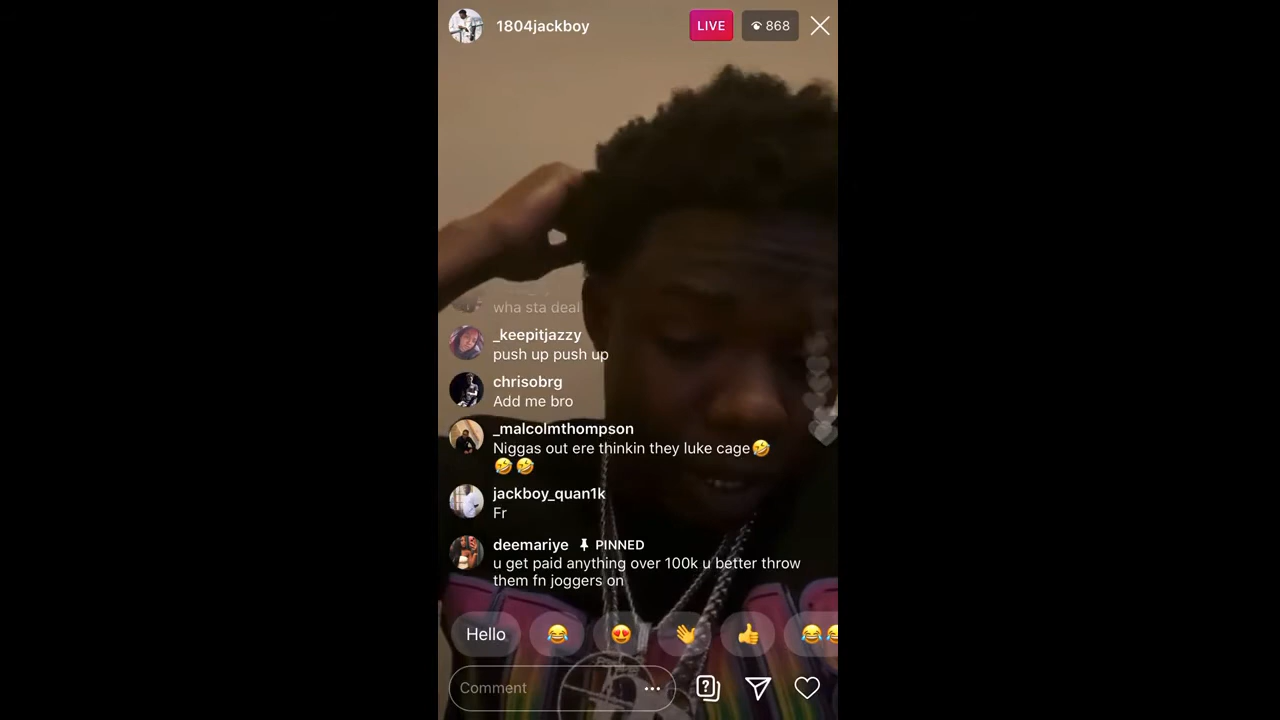 1804jackboy
LIVE
868
wha sta deal
_keepitjazzy
push up push up
chrisobrg
Add me bro
_malcolmthompson
Niggas out ere thinkin they luke cage🤣
🤣🤣
jackboy_quan1k
Fr
deemariye PINNED
u get paid anything over 100k u better throw
them fn joggers on
Hello 😂 😍 👋 👍 😂😂
Comment